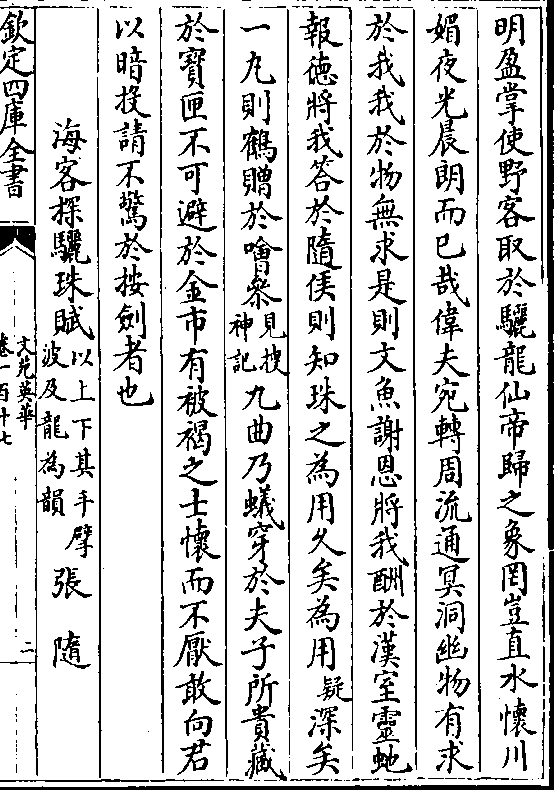 明盈掌使野客取於驪龍仙帝歸之象罔豈直水懷川
媚夜光晨朗而已哉偉夫宛轉周流通冥洞幽物有求
於我我於物無求是則文魚謝恩將我酬於漢室靈虵
報徳將我答於隨侯則知珠之為用久矣為用疑深矣
一丸則鶴贈於噲叅見搜神記九曲乃蟻穿於夫子所貴藏
於寳匣不可避於金市有被褐之士懷而不厭敢向君
以暗投請不驚於按劍者也
海客探驪珠賦以上下其手擘波及龍為韻 張隨
欽定四庫全書
文苑英華
卷一百十七
二